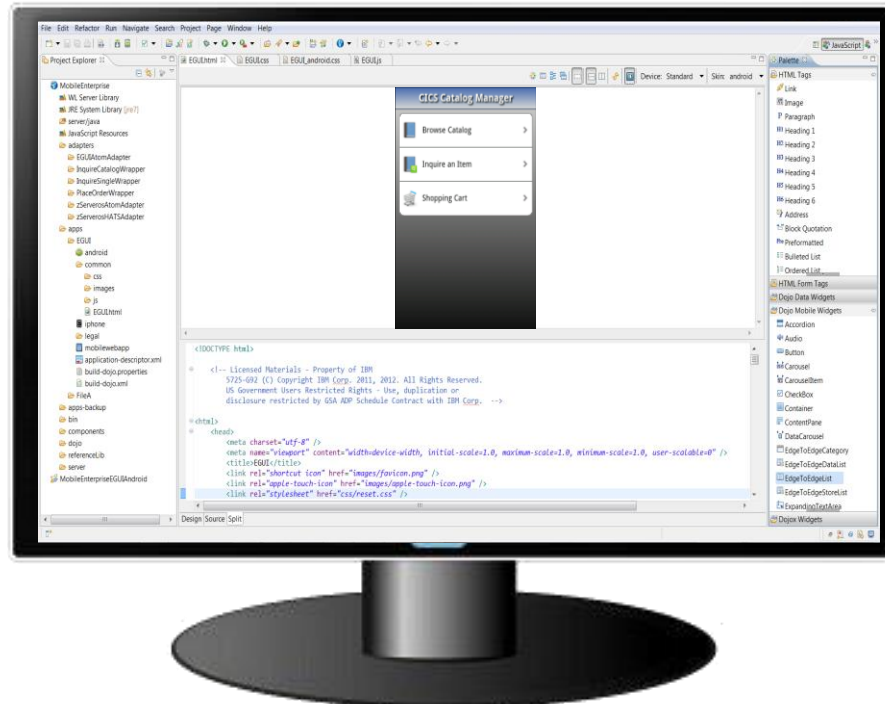 File Edit Refactor Run Navigate Search Project Page Window Help
JavaScript
Project Explorer
EGUI.html EGUI.css EGUI_android.css EGUI.js
Palette
Device: Standard Skin: android
MobileEnterprise
WL Server Library
JRE System Library [jre7]
server/java
JavaScript Resources
adapters
EGUIAtomAdapter
InquireCatalogWrapper
InquireSingleWrapper
PlaceOrderWrapper
zServerosAtomAdapter
zServerosHATSAdapter
apps
EGUI
android
common
css
images
js
EGUI.html
iphone
legal
mobilewebapp
application-descriptor.xml
build-dojo.properties
build-dojo.xml
FileA
apps-backup
bin
components
dojo
referenceLib
server
MobileEnterpriseEGUIAndroid
CICS Catalog Manager
Browse Catalog
Inquire an Item
Shopping Cart
<!DOCTYPE html>
<!-- Licensed Materials - Property of IBM
5725-G92 (C) Copyright IBM Corp. 2011, 2012. All Rights Reserved.
US Government Users Restricted Rights - Use, duplication or
disclosure restricted by GSA ADP Schedule Contract with IBM Corp. -->
<html>
<head>
<meta charset="utf-8" />
<meta name="viewport" content="width=device-width, initial-scale=1.0, maximum-scale=1.0, minimum-scale=1.0, user-scalable=0" />
<title>EGUI</title>
<link rel="shortcut icon" href="images/favicon.png" />
<link rel="apple-touch-icon" href="images/apple-touch-icon.png" />
<link rel="stylesheet" href="css/reset.css" />
Design Source Split
HTML Tags
Link
Image
Paragraph
Heading 1
Heading 2
Heading 3
Heading 4
Heading 5
Heading 6
Address
Block Quotation
Preformatted
Bulleted List
Ordered List
HTML Form Tags
Dojo Data Widgets
Dojo Mobile Widgets
Accordion
Audio
Button
Carousel
CarouselItem
CheckBox
Container
ContentPane
DataCarousel
EdgeToEdgeCategory
EdgeToEdgeDataList
EdgeToEdgeList
EdgeToEdgeStoreList
ExpandingTextArea
Dojox Widgets